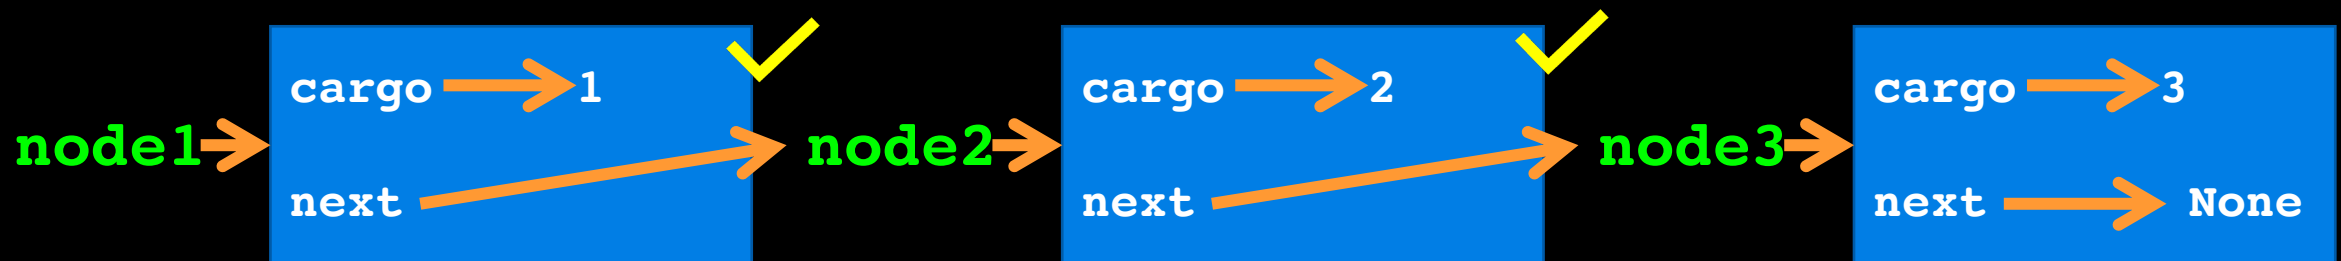 cargo 1
node1
next
cargo 2
node2
next
cargo 3
node3
next None